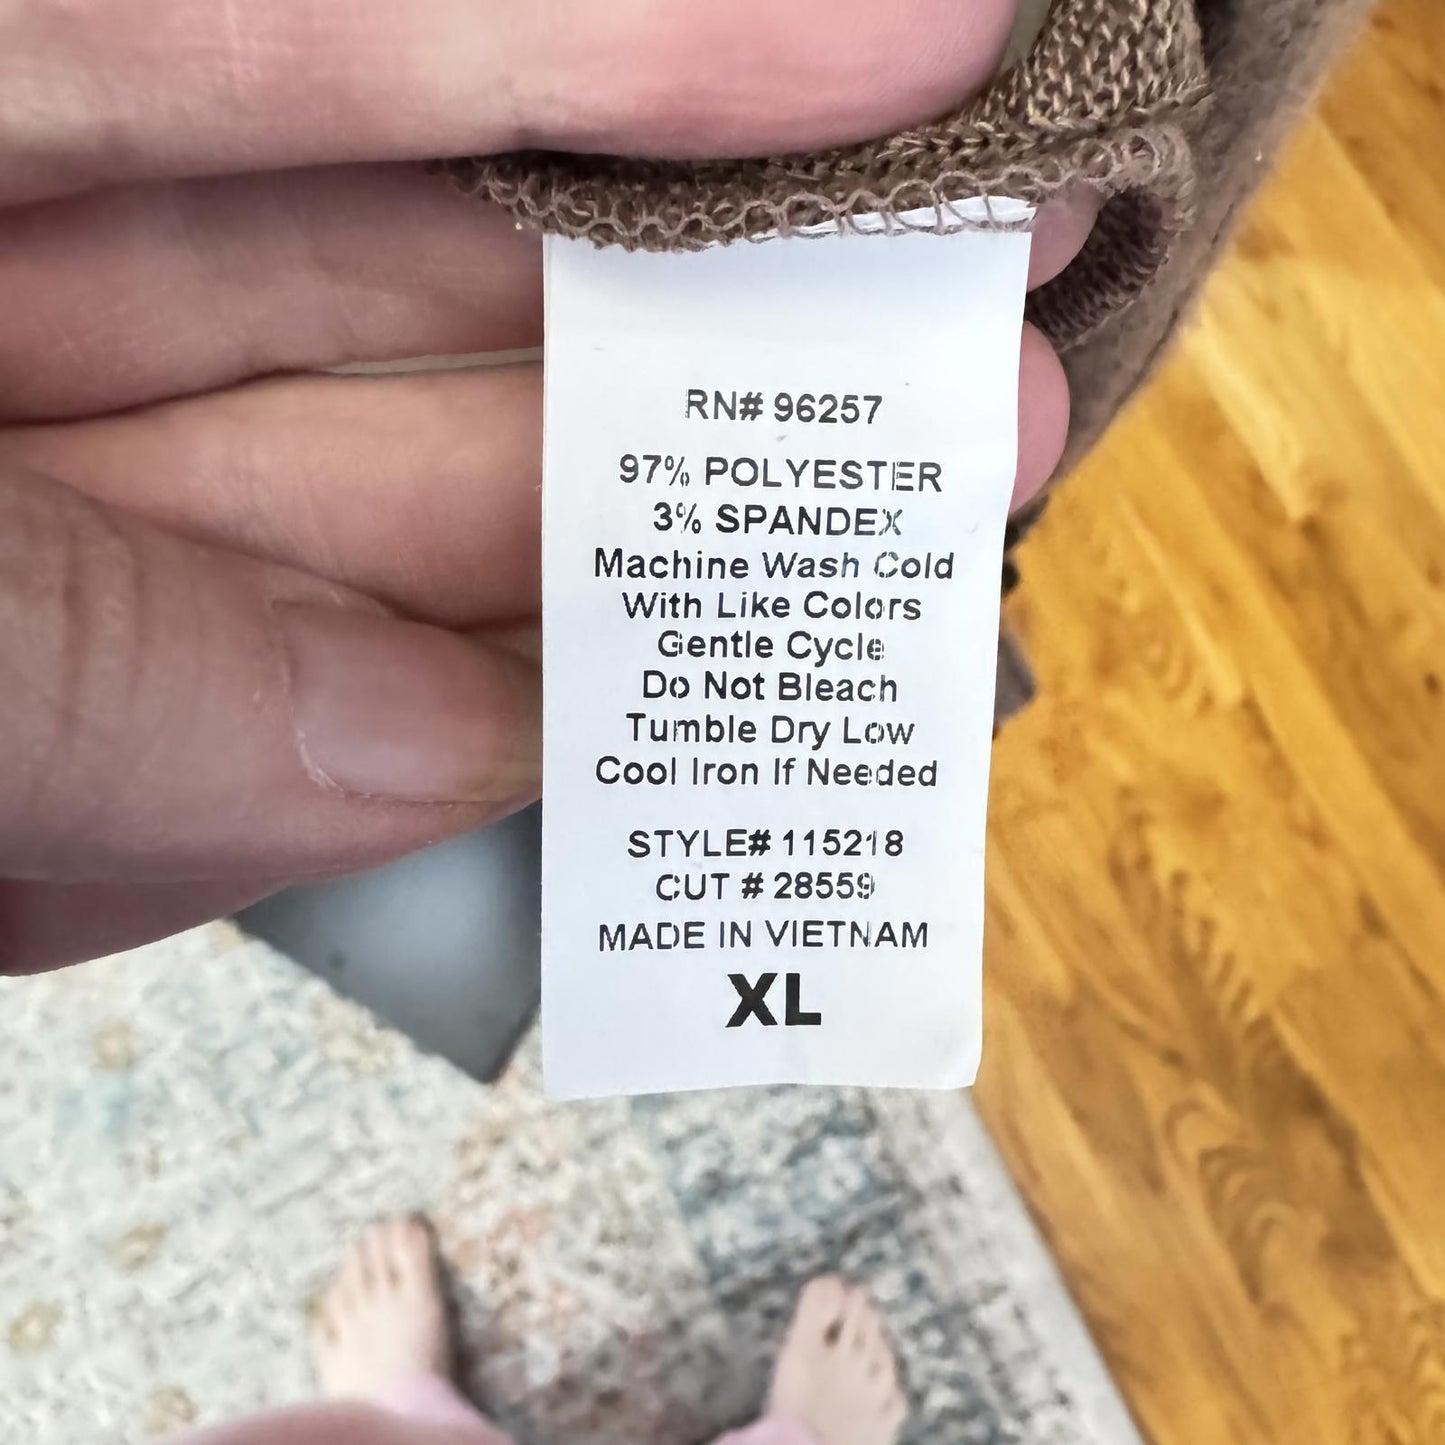 RN# 96257
97% POLYESTER
3% SPANDEX
Machine Wash Cold
With Like Colors
Gentle Cycle
Do Not Bleach
Tumble Dry Low
Cool Iron If Needed
STYLE# 115218
CUT # 28559
MADE IN VIETNAM
XL